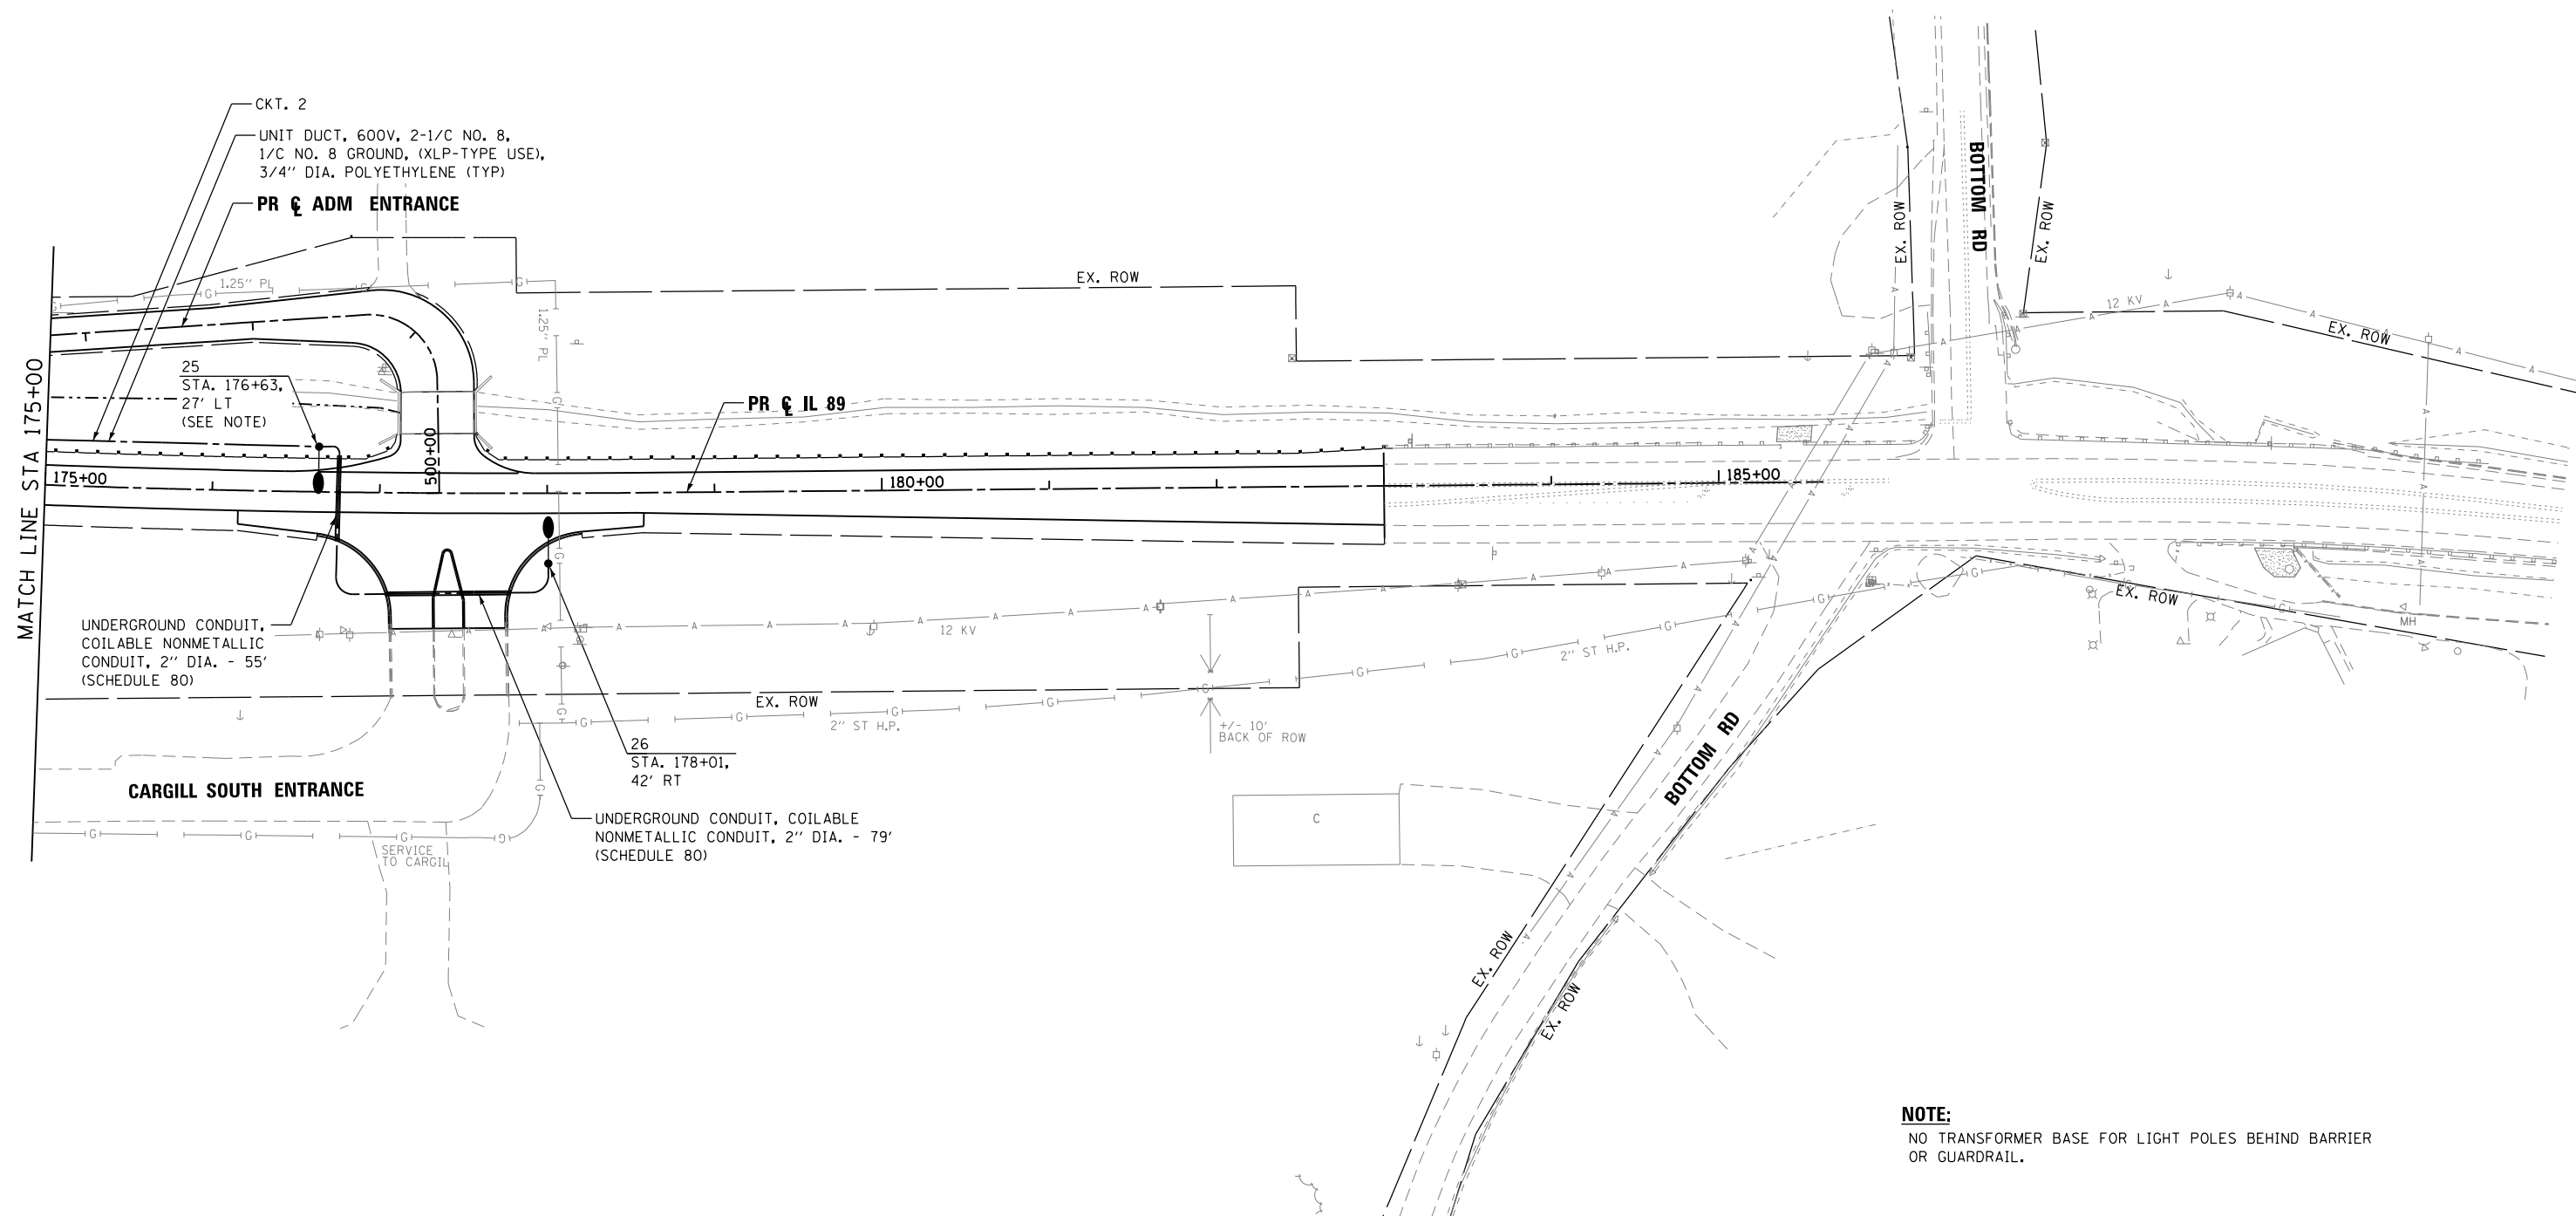 CKT. 2
UNIT DUCT, 600V, 2-1/C NO. 8,
1/C NO. 8 GROUND, (XLP-TYPE USE),
3/4" DIA. POLYETHYLENE (TYP)
PR ℄ ADM ENTRANCE
1.25" PL
1.25" PL
EX. ROW
25
STA. 176+63,
27' LT
(SEE NOTE)
PR ℄ IL 89
500+00
MATCH LINE STA 175+00
175+00
180+00
185+00
BOTTOM RD
EX. ROW
EX. ROW
12 KV
EX. ROW
UNDERGROUND CONDUIT,
COILABLE NONMETALLIC
CONDUIT, 2" DIA. - 55'
(SCHEDULE 80)
12 KV
2" ST H.P.
EX. ROW
MH
EX. ROW
2" ST H.P.
+/- 10'
BACK OF ROW
26
STA. 178+01,
42' RT
BOTTOM RD
CARGILL SOUTH ENTRANCE
UNDERGROUND CONDUIT, COILABLE
NONMETALLIC CONDUIT, 2" DIA. - 79'
(SCHEDULE 80)
C
SERVICE
TO CARGIL
EX. ROW
EX. ROW
NOTE:
NO TRANSFORMER BASE FOR LIGHT POLES BEHIND BARRIER
OR GUARDRAIL.